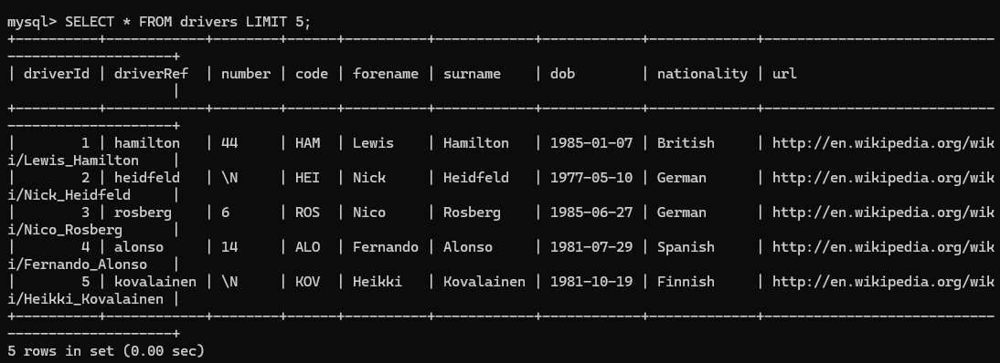 mysql> SELECT * FROM drivers LIMIT 5;
+----------+------------+--------+------+----------+------------+------------+-------------+----------------------------
--------------------+
| driverId | driverRef  | number | code | forename | surname    | dob        | nationality | url
                    |
+----------+------------+--------+------+----------+------------+------------+-------------+----------------------------
--------------------+
|        1 | hamilton   | 44     | HAM  | Lewis    | Hamilton   | 1985-01-07 | British     | http://en.wikipedia.org/wik
i/Lewis_Hamilton    |
|        2 | heidfeld   | \N     | HEI  | Nick     | Heidfeld   | 1977-05-10 | German      | http://en.wikipedia.org/wik
i/Nick_Heidfeld     |
|        3 | rosberg    | 6      | ROS  | Nico     | Rosberg    | 1985-06-27 | German      | http://en.wikipedia.org/wik
i/Nico_Rosberg      |
|        4 | alonso     | 14     | ALO  | Fernando | Alonso     | 1981-07-29 | Spanish     | http://en.wikipedia.org/wik
i/Fernando_Alonso   |
|        5 | kovalainen | \N     | KOV  | Heikki   | Kovalainen | 1981-10-19 | Finnish     | http://en.wikipedia.org/wik
i/Heikki_Kovalainen |
+----------+------------+--------+------+----------+------------+------------+-------------+----------------------------
--------------------+
5 rows in set (0.00 sec)